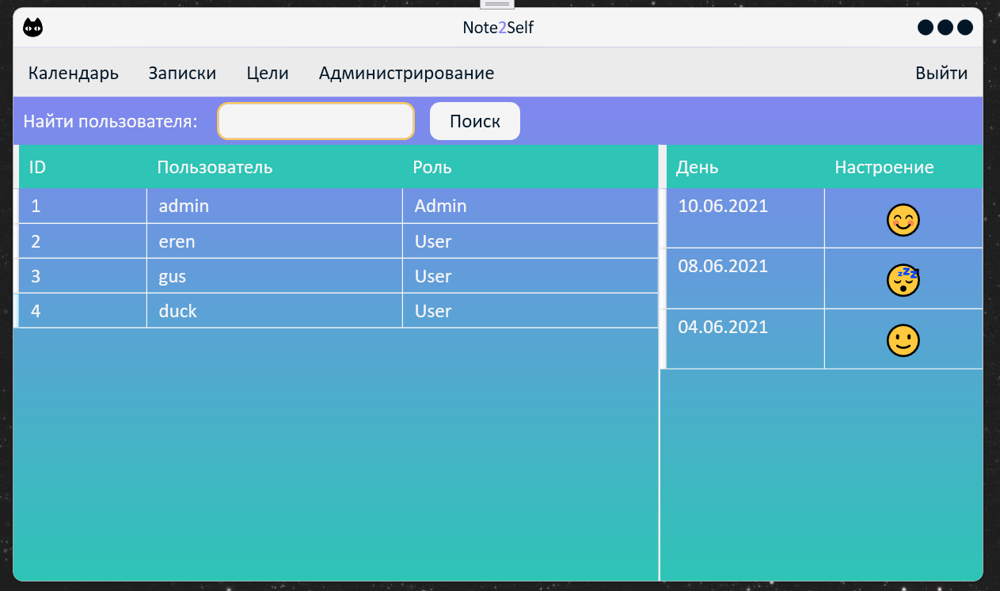 Note2Self
Календарь Записки Цели Администрирование Выйти
Найти пользователя: Поиск
ID Пользователь Роль День Настроение
1 admin Admin 10.06.2021
2 eren User 08.06.2021
3 gus User
4 duck User 04.06.2021